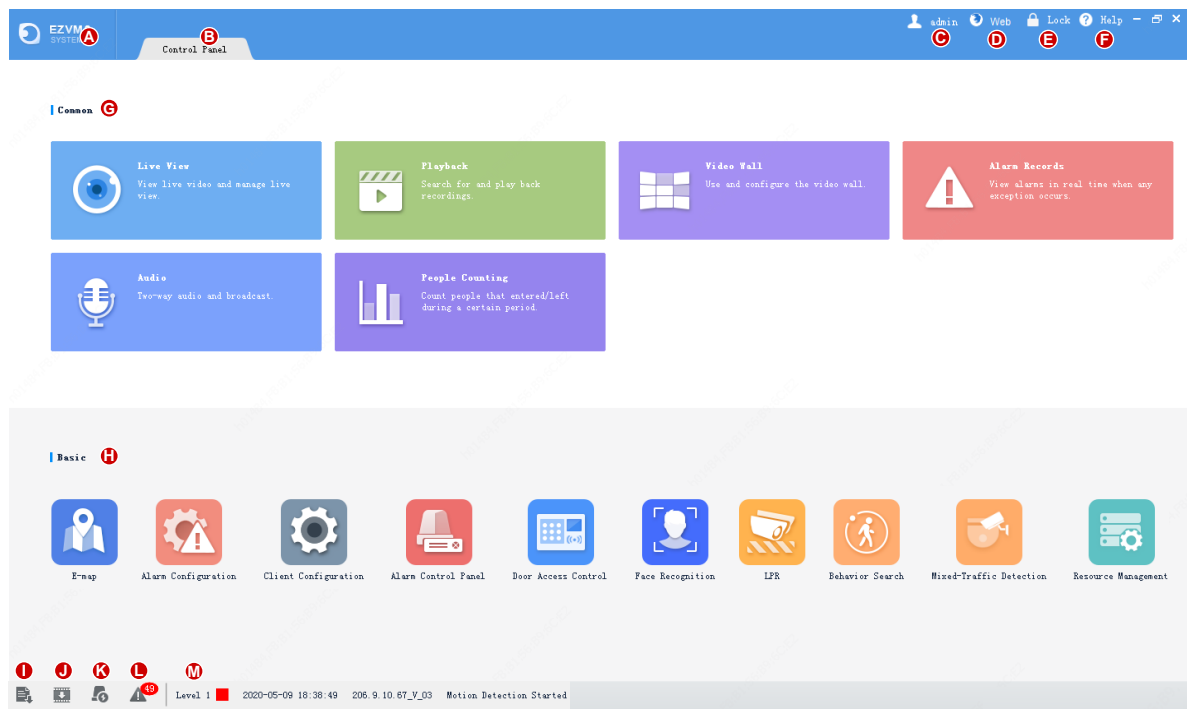 EZVMS
SYSTEM
A
B
Control Panel
admin
Web
Lock
Help
C
D
E
F
Common
G
Live View
View live video and manage live
view.
Playback
Search for and play back
recordings.
Video Wall
Use and configure the video wall.
Alarm Records
View alarms in real time when any
exception occurs.
Audio
Two-way audio and broadcast.
People Counting
Count people that entered/left
during a certain period.
Basic
H
E-map
Alarm Configuration
Client Configuration
Alarm Control Panel
Door Access Control
Face Recognition
LPR
Behavior Search
Mixed-Traffic Detection
Resource Management
I
J
K
L
M
49
Level 1
2020-05-09 18:38:49
206.9.10.67_V_03
Motion Detection Started